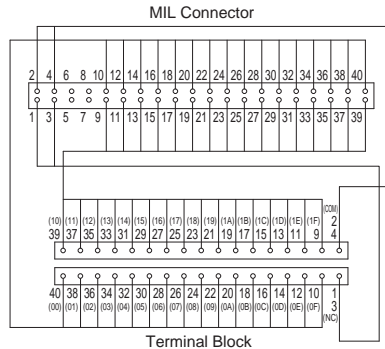 MIL Connector
2 4 6 8 10 12 14 16 18 20 22 24 26 28 30 32 34 36 38 40
1 3 5 7 9 11 13 15 17 19 21 23 25 27 29 31 33 35 37 39
(10) (11) (12) (13) (14) (15) (16) (17) (18) (19) (1A) (1B) (1C) (1D) (1E) (1F) (COM)
2
39 37 35 33 31 29 27 25 23 21 19 17 15 13 11 9 4
40 38 36 34 32 30 28 26 24 22 20 18 16 14 12 10 1
(00) (01) (02) (03) (04) (05) (06) (07) (08) (09) (0A) (0B) (0C) (0D) (0E) (0F) 3
(NC)
Terminal Block